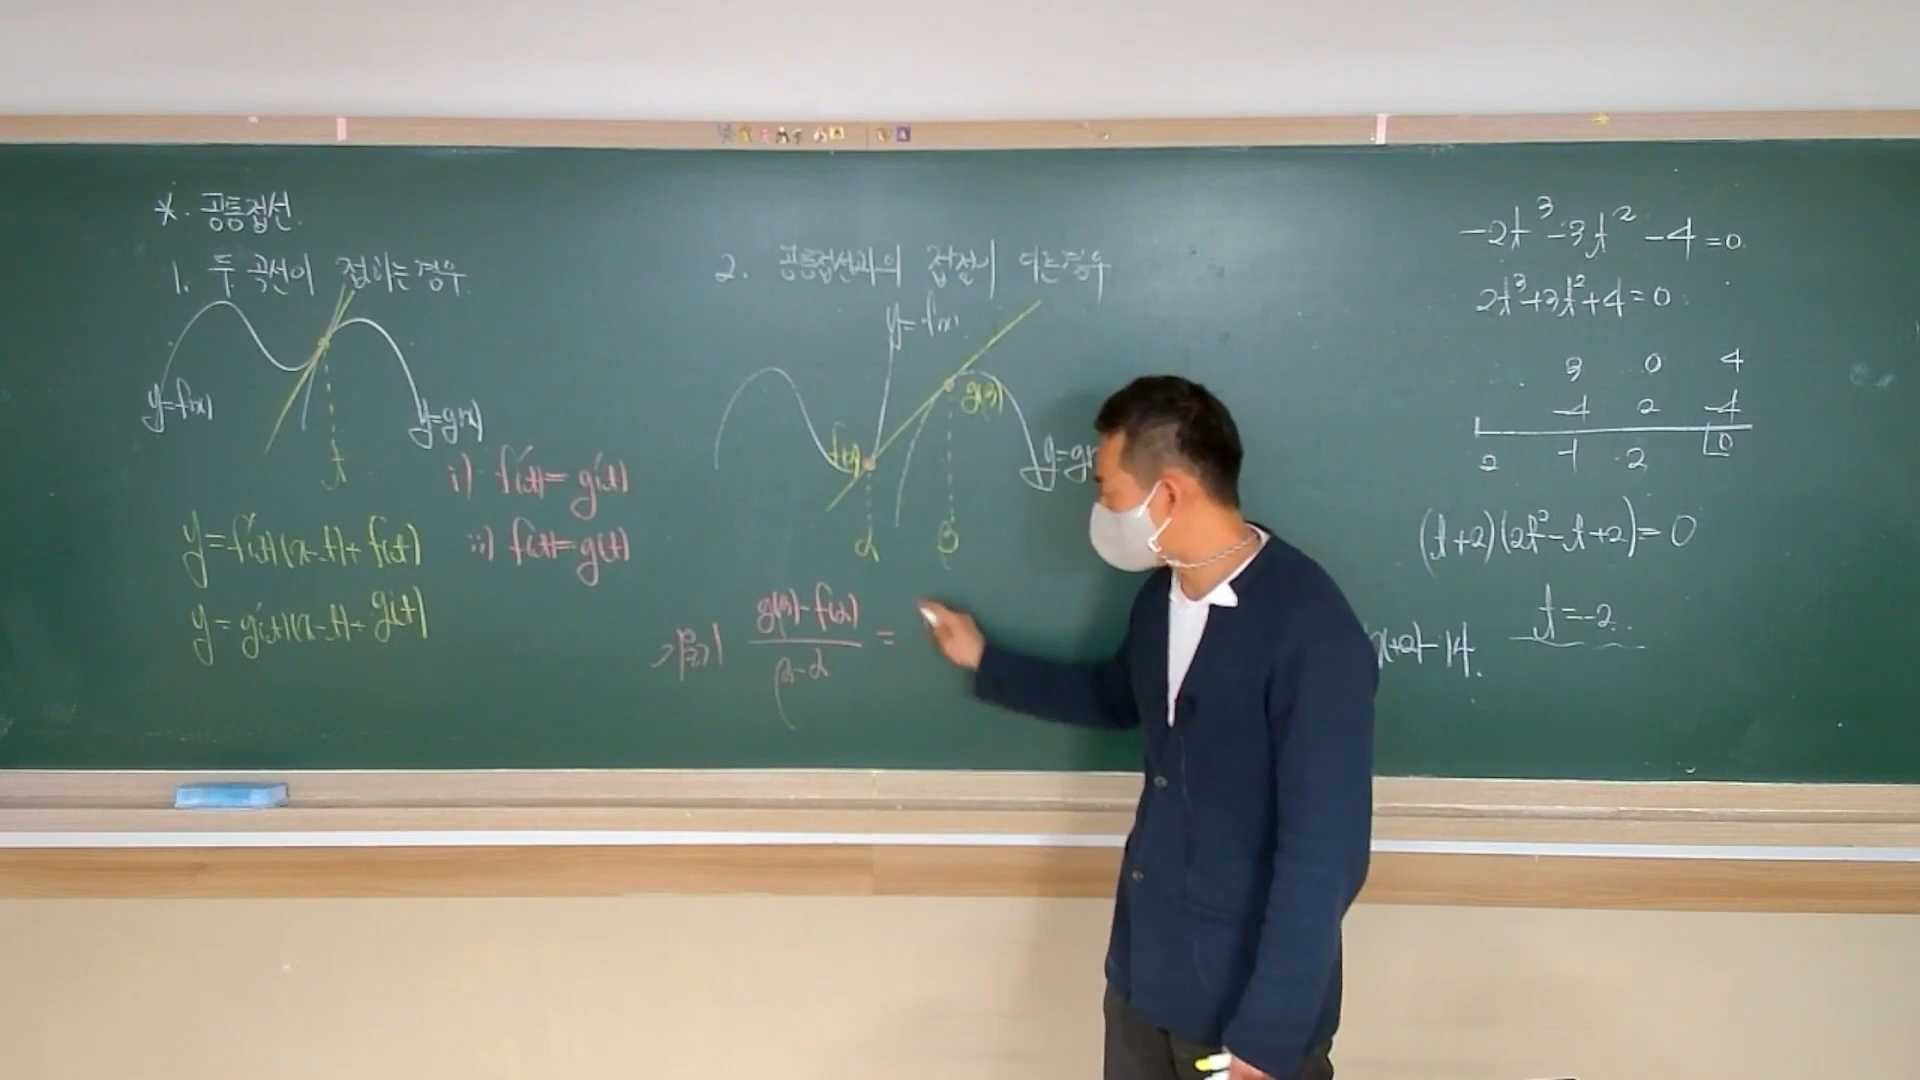 *. 공통접선
1. 두 곡선이 접하는 경우
y=f(x)
y=g(x)
t
i) f'(t)=g'(t)
ii) f(t)=g(t)
y=f'(t)(x-t)+f(t)
y=g'(t)(x-t)+g(t)
2. 공통접선과의 접점이 다른경우
y=f(x)
g(β)
f(α)
α β
기울기 g(β)-f(α) / β-α =
-2t³-3t²-4=0
2t³+3t²+4=0
3 0 4
-4 2 -4
2 -1 2 0
(t+2)(2t²-t+2)=0
t=-2
(x+2)-14.